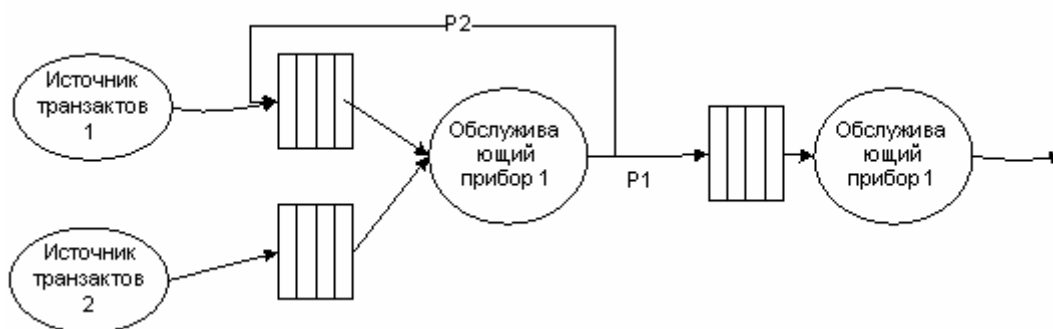 P2
Источник
транзактов
1
Обслужива
ющий
прибор 1
P1
Обслужива
ющий
прибор 1
Источник
транзактов
2